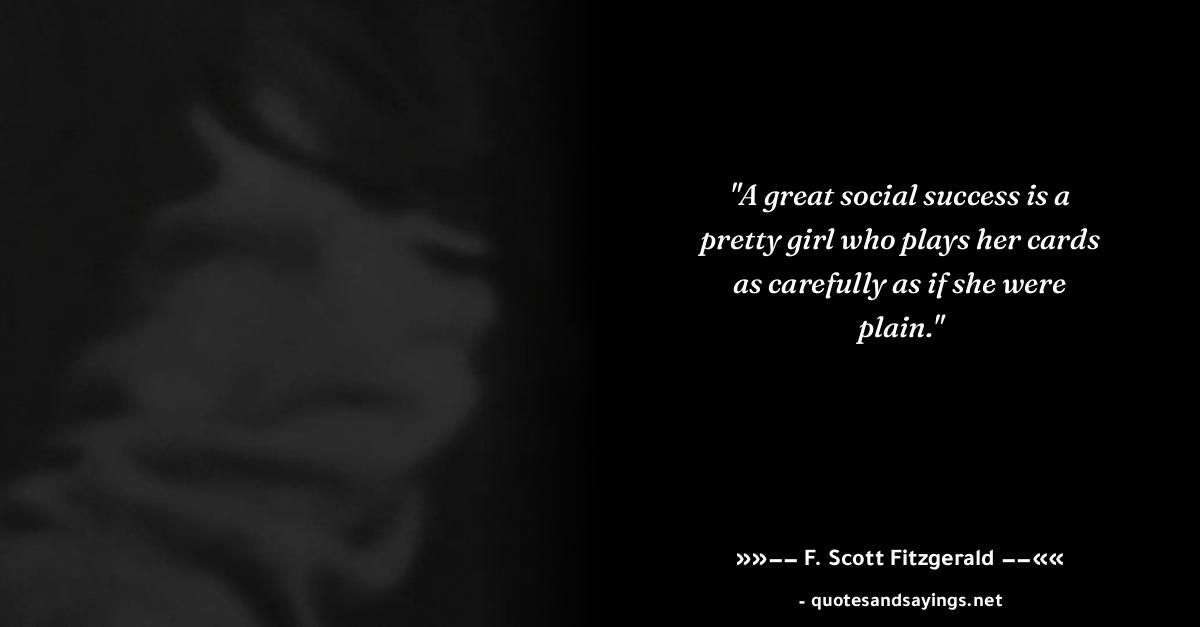 "A great social success is a
pretty girl who plays her cards
as carefully as if she were
plain."
»»−− F. Scott Fitzgerald −−««
- quotesandsayings.net